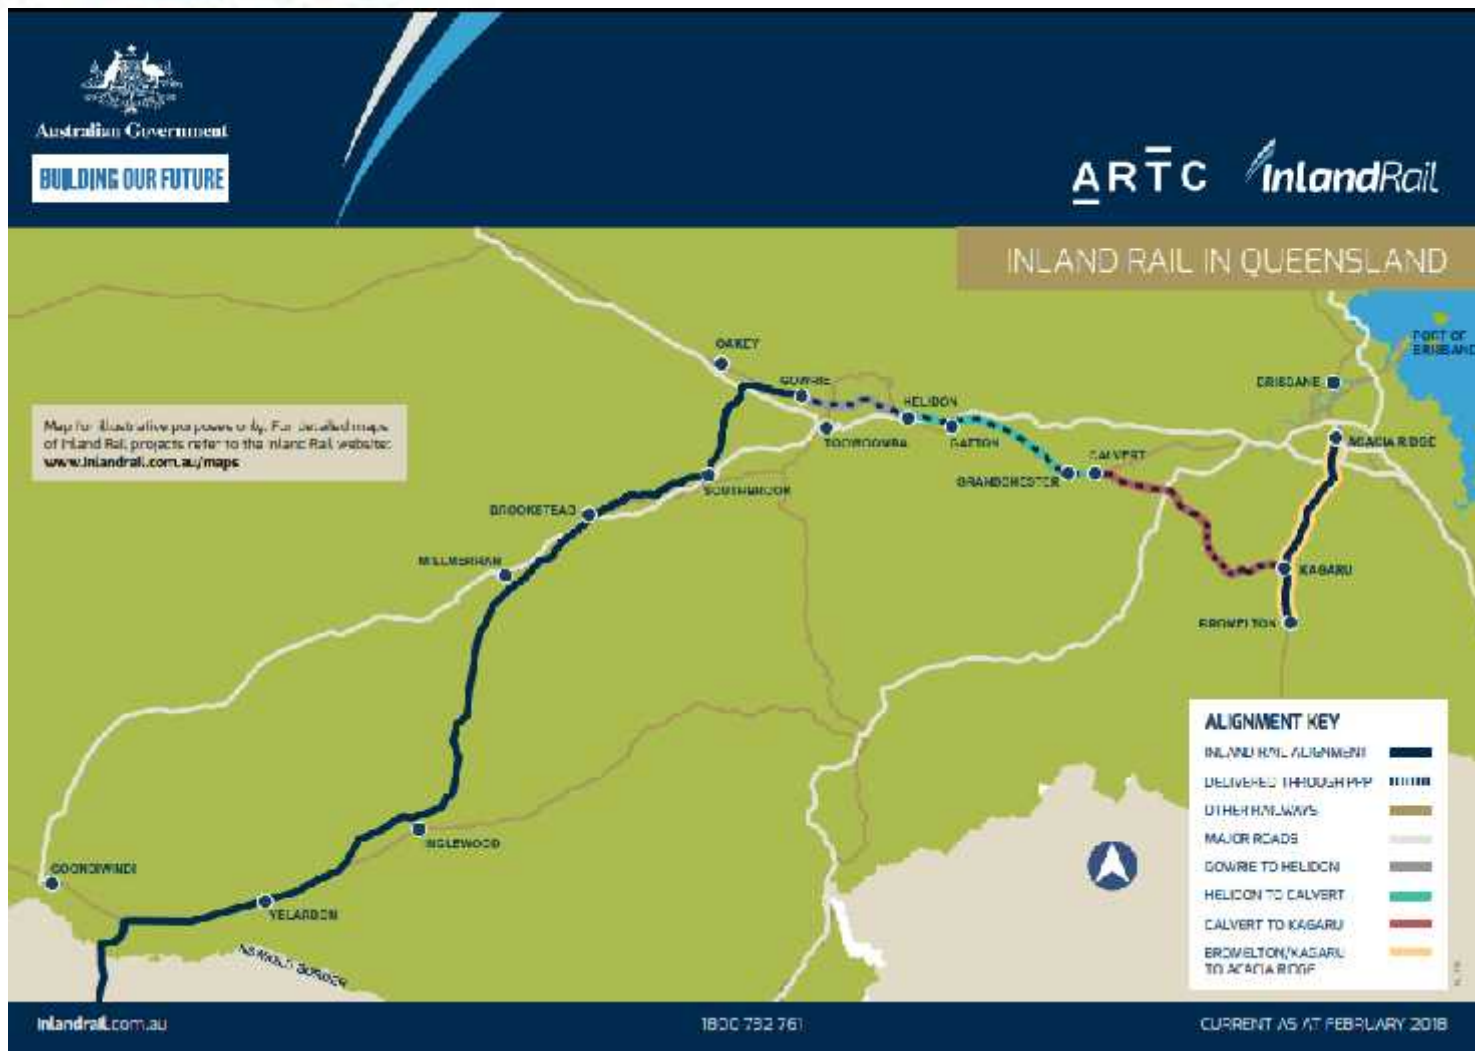 Australian Government
BUILDING OUR FUTURE
ARTC
InlandRail
INLAND RAIL IN QUEENSLAND
Map for illustrative purposes only. For detailed maps
of Inland Rail projects refer to the Inland Rail website:
www.inlandrail.com.au/maps
PORT OF
BRISBANE
OAKEY
GOWRIE
BRISBANE
HELIDON
TOOWOOMBA
GATTON
ACACIA RIDGE
CALVERT
GRANDCHESTER
SOUTHBROOK
BROOKSTEAD
MILLMERRAN
KAGARU
BROMELTON
INGLEWOOD
GOONDIWINDI
YELARBON
NSW/QLD BORDER
ALIGNMENT KEY
INLAND RAIL ALIGNMENT
DELIVERED THROUGH PPP
OTHER RAILWAYS
MAJOR ROADS
GOWRIE TO HELIDON
HELIDON TO CALVERT
CALVERT TO KAGARU
BROMELTON/KAGARU
TO ACACIA RIDGE
inlandrail.com.au
1800 732 761
CURRENT AS AT FEBRUARY 2018